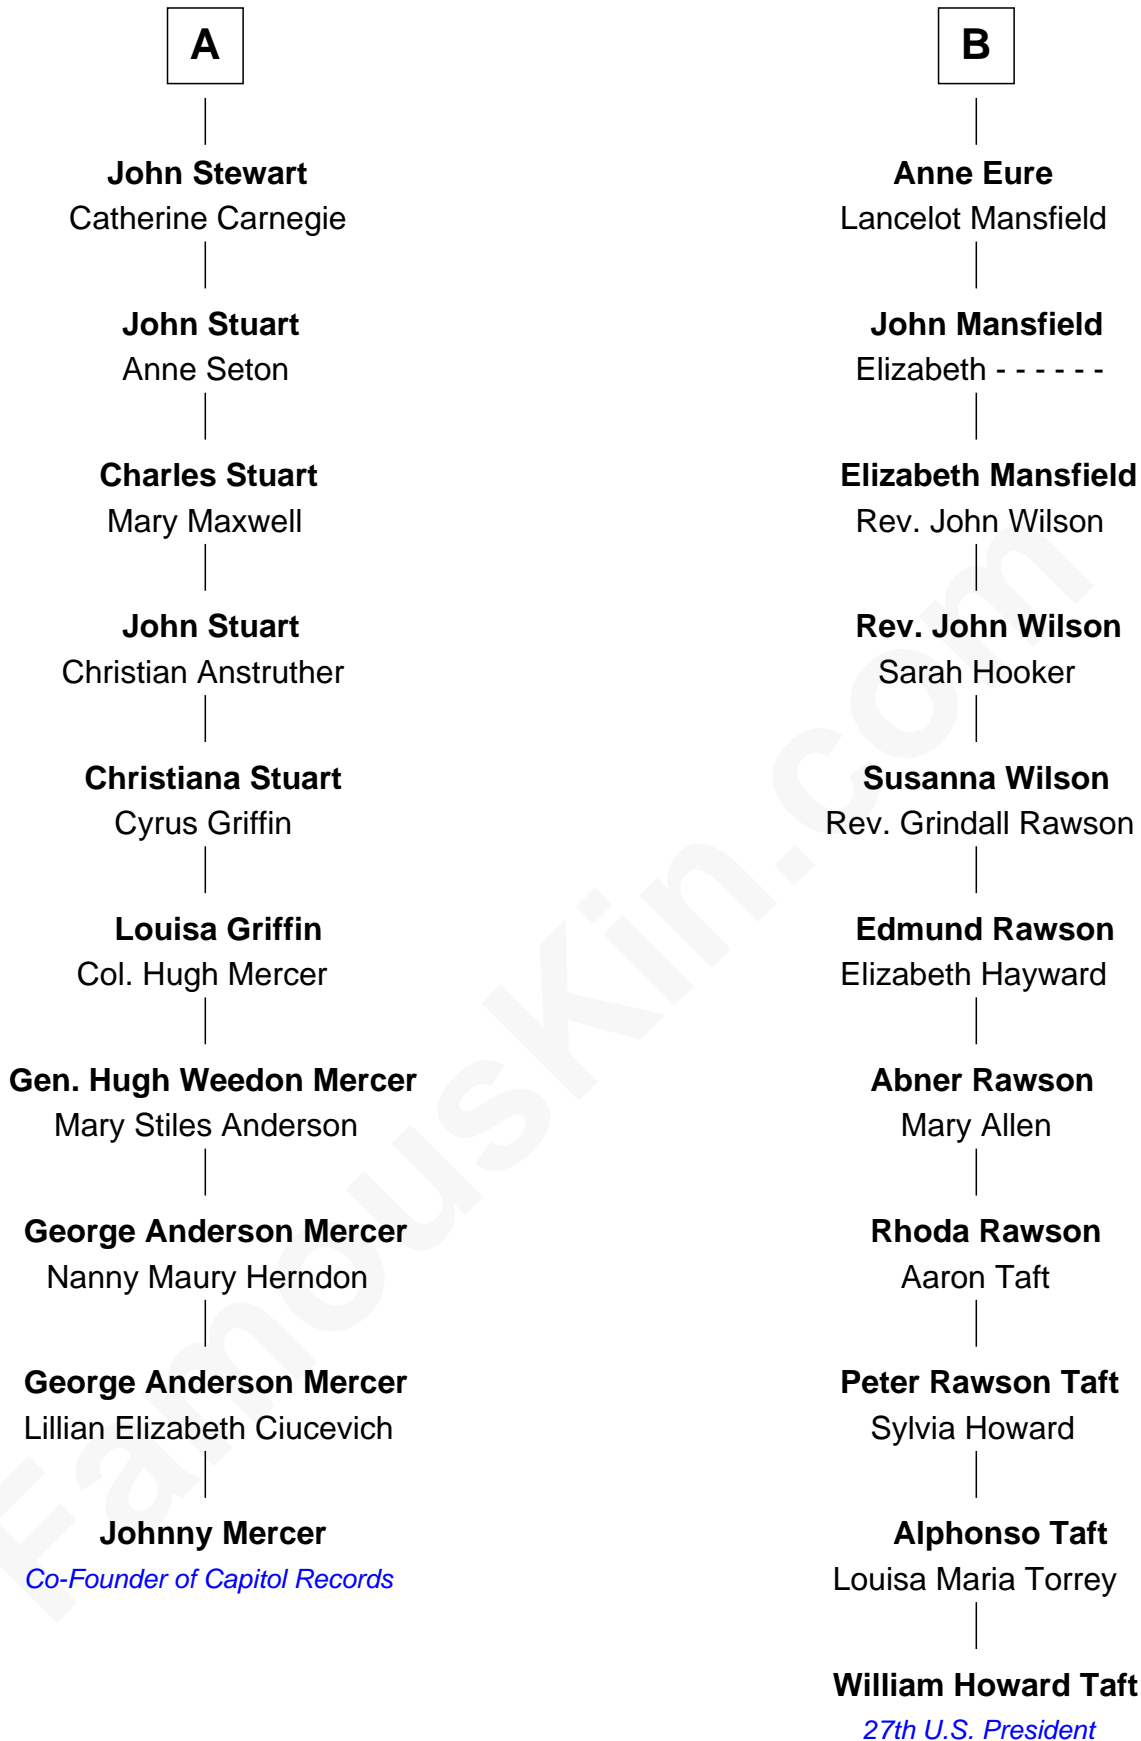 A
John Stewart
Catherine Carnegie
John Stuart
Anne Seton
Charles Stuart
Mary Maxwell
John Stuart
Christian Anstruther
Christiana Stuart
Cyrus Griffin
Louisa Griffin
Col. Hugh Mercer
Gen. Hugh Weedon Mercer
Mary Stiles Anderson
George Anderson Mercer
Nanny Maury Herndon
George Anderson Mercer
Lillian Elizabeth Ciucevich
Johnny Mercer
Co-Founder of Capitol Records
B
Anne Eure
Lancelot Mansfield
John Mansfield
Elizabeth - - - - - -
Elizabeth Mansfield
Rev. John Wilson
Rev. John Wilson
Sarah Hooker
Susanna Wilson
Rev. Grindall Rawson
Edmund Rawson
Elizabeth Hayward
Abner Rawson
Mary Allen
Rhoda Rawson
Aaron Taft
Peter Rawson Taft
Sylvia Howard
Alphonso Taft
Louisa Maria Torrey
William Howard Taft
27th U.S. President
FamousKin.com